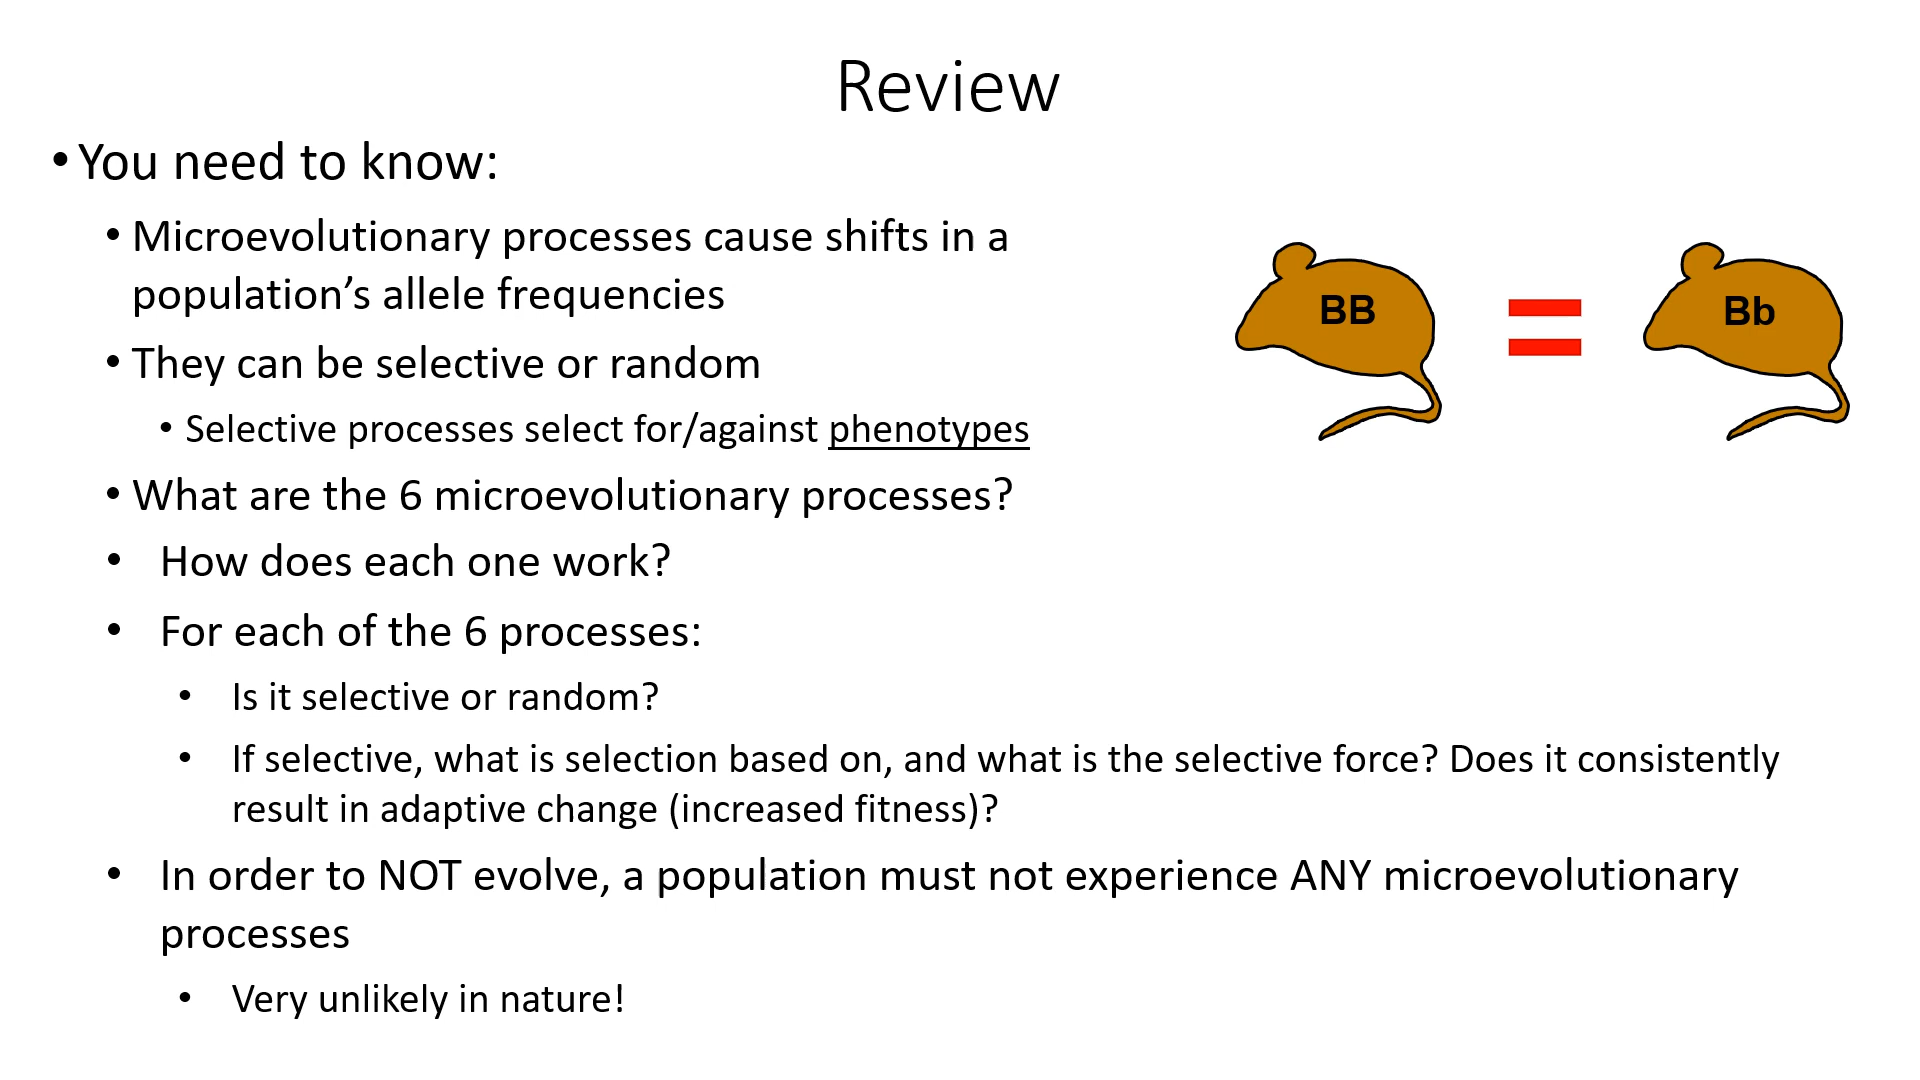 Review
• You need to know:
• Microevolutionary processes cause shifts in a
population’s allele frequencies
• They can be selective or random
• Selective processes select for/against phenotypes
• What are the 6 microevolutionary processes?
• How does each one work?
• For each of the 6 processes:
• Is it selective or random?
• If selective, what is selection based on, and what is the selective force? Does it consistently
result in adaptive change (increased fitness)?
• In order to NOT evolve, a population must not experience ANY microevolutionary
processes
• Very unlikely in nature!
BB = Bb